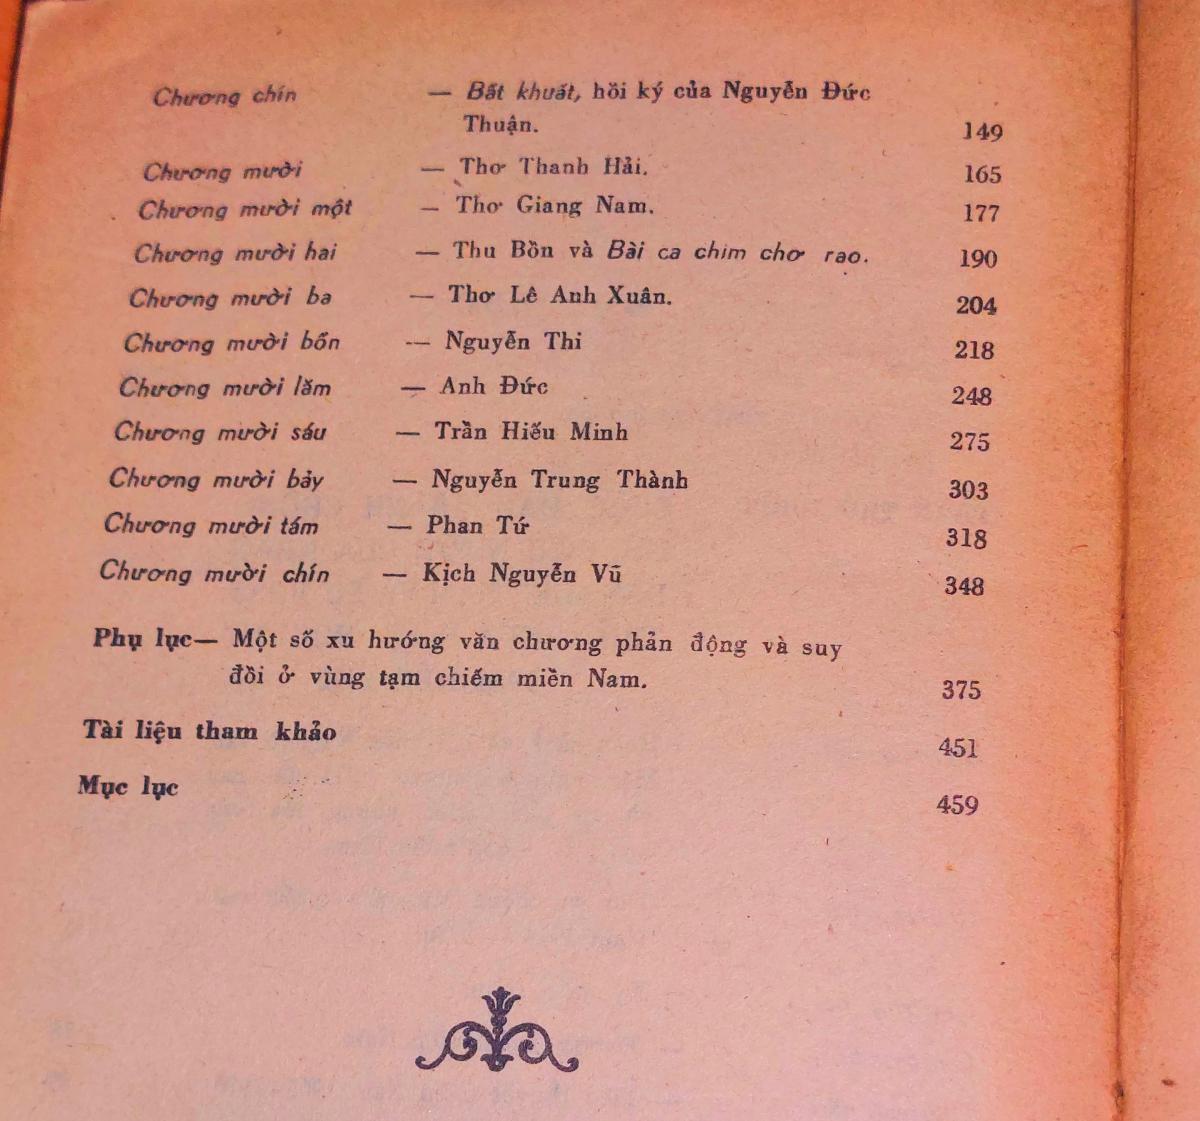 Chương chín — Bất khuất, hồi ký của Nguyễn Đức
Thuận. 149
Chương mười — Thơ Thanh Hải. 165
Chương mười một — Thơ Giang Nam. 177
Chương mười hai — Thu Bồn và Bài ca chim chơ rao. 190
Chương mười ba — Thơ Lê Anh Xuân. 204
Chương mười bốn — Nguyễn Thi 218
Chương mười lăm — Anh Đức 248
Chương mười sáu — Trần Hiếu Minh 275
Chương mười bảy — Nguyễn Trung Thành 303
Chương mười tám — Phan Tứ 318
Chương mười chín — Kịch Nguyễn Vũ 348
Phụ lục— Một số xu hướng văn chương phản động và suy
đồi ở vùng tạm chiếm miền Nam. 375
Tài liệu tham khảo 451
Mục lục 459